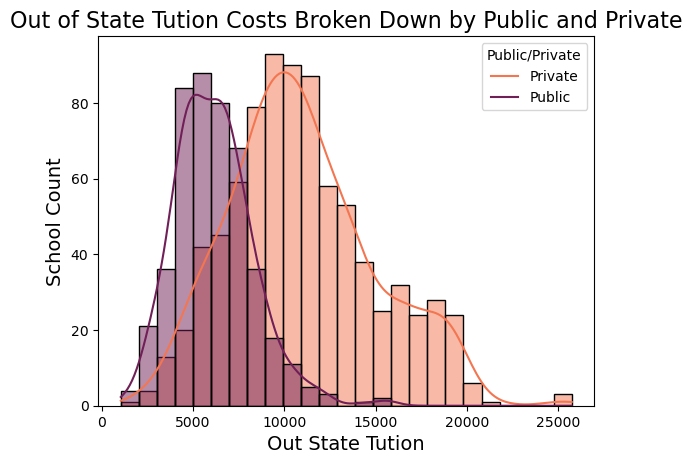 Out of State Tution Costs Broken Down by Public and Private
Public/Private
Private
Public
School Count
80
60
40
20
0
0 5000 10000 15000 20000 25000
Out State Tution